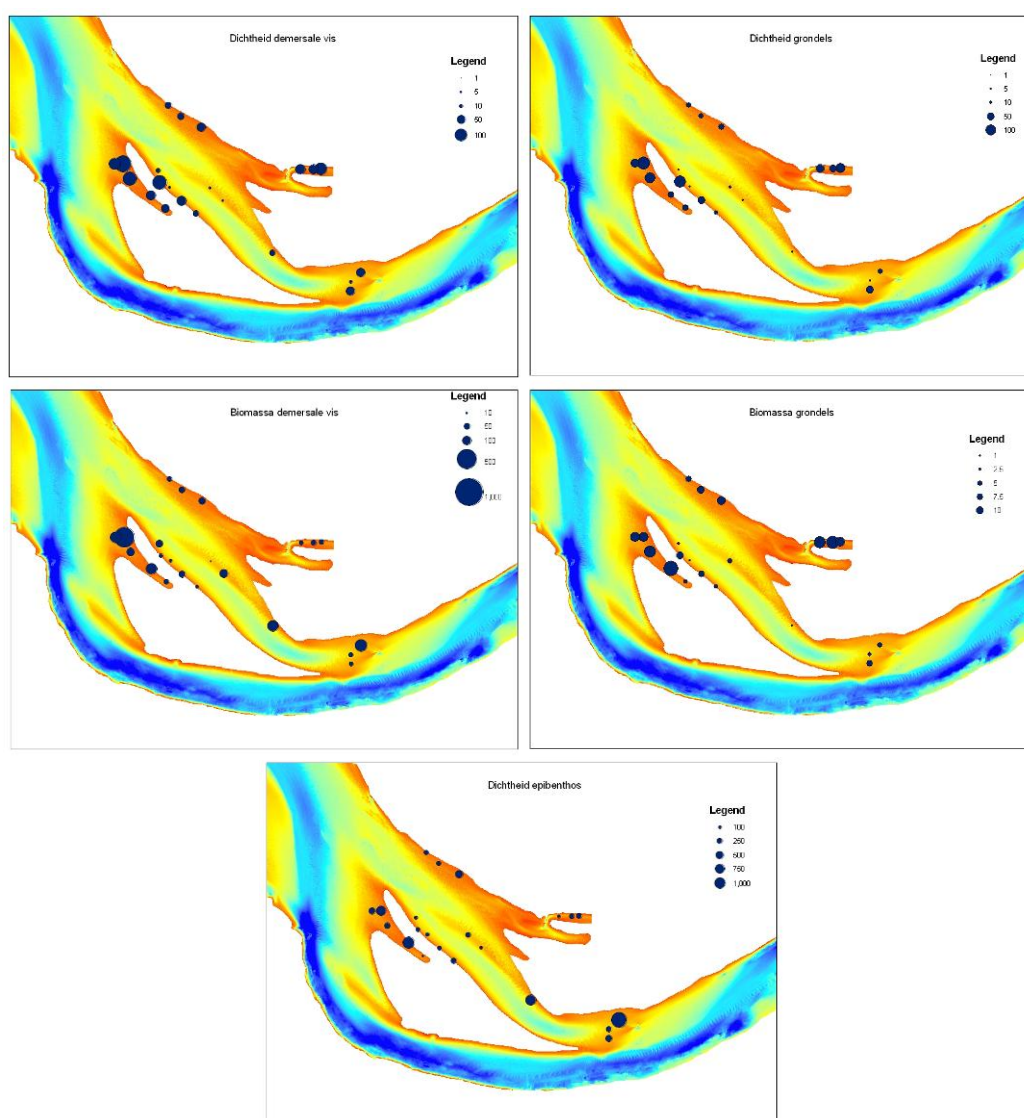 Dichtheid demersale vis
Legend
1
5
10
50
100
Dichtheid grondels
Legend
1
5
10
50
100
Biomassa demersale vis
Legend
10
50
100
500
1,000
Biomassa grondels
Legend
1
2.5
5
7.5
10
Dichtheid epibenthos
Legend
100
250
500
750
1,000